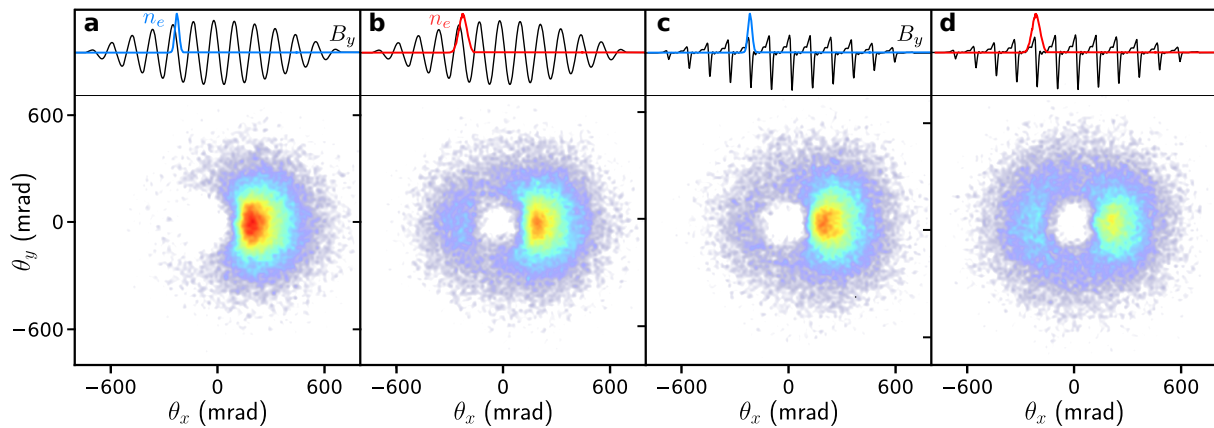 a n_e B_y
b n_e
c B_y
d
600
0
−600
θ_y (mrad)
−600 0 600
−600 0 600
−600 0 600
−600 0 600
θ_x (mrad)
θ_x (mrad)
θ_x (mrad)
θ_x (mrad)